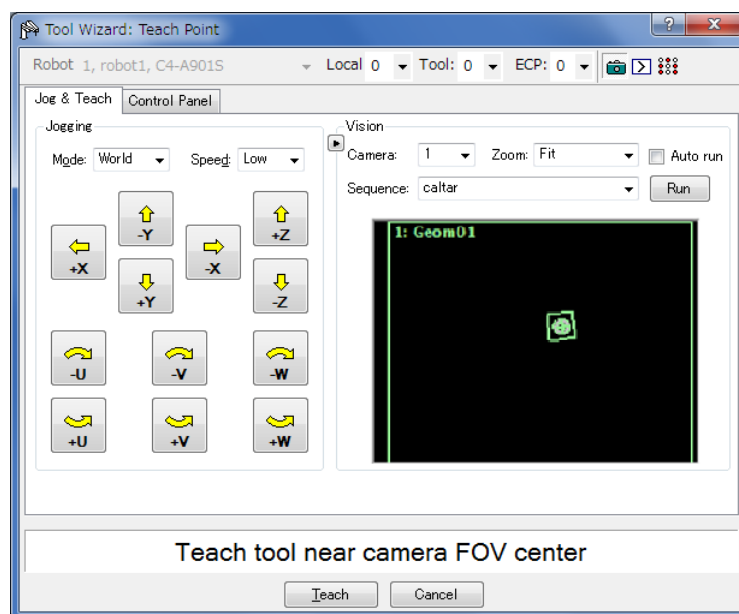 Tool Wizard: Teach Point
Robot 1, robot1, C4-A901S Local 0 Tool: 0 ECP: 0
Jog & Teach Control Panel
Jogging
Mode: World Speed: Low
-Y
+Z
+X
-X
+Y
-Z
-U
-V
-W
+U
+V
+W
Vision
Camera: 1 Zoom: Fit Auto run
Sequence: caltar Run
1: Geom01
Teach tool near camera FOV center
Teach Cancel